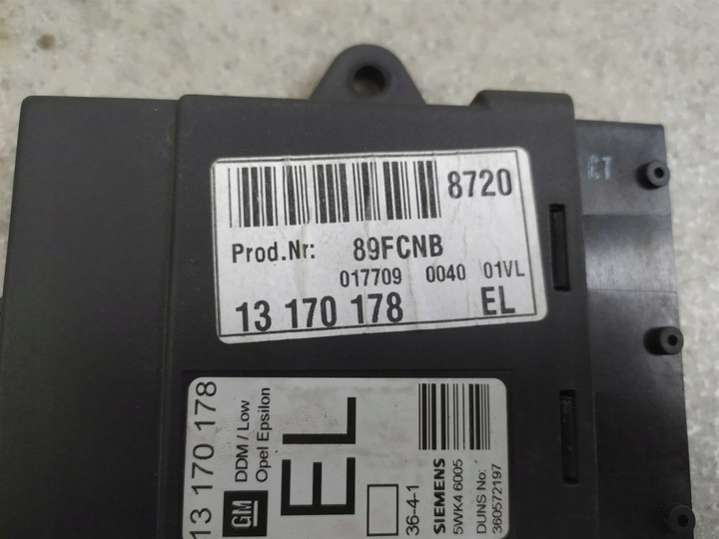 8720
Prod.Nr: 89FCNB
017709 0040 01VL
13 170 178 EL
13 170 178
GM
DDM / Low
Opel Epsilon
EL
36-4-1
SIEMENS
5WK4 6005
DUNS No:
360572197